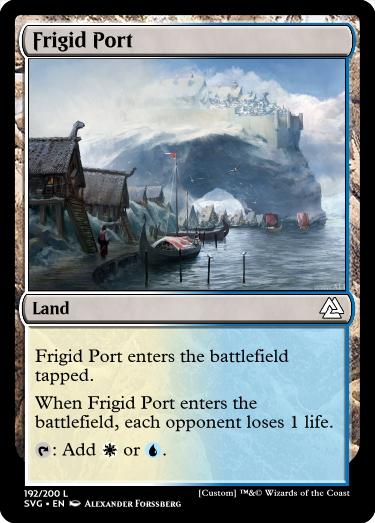 Frigid Port
Land
Frigid Port enters the battlefield
tapped.
When Frigid Port enters the
battlefield, each opponent loses 1 life.
: Add or .
192/200 L
SVG • EN Alexander Forssberg
[Custom] ™&© Wizards of the Coast